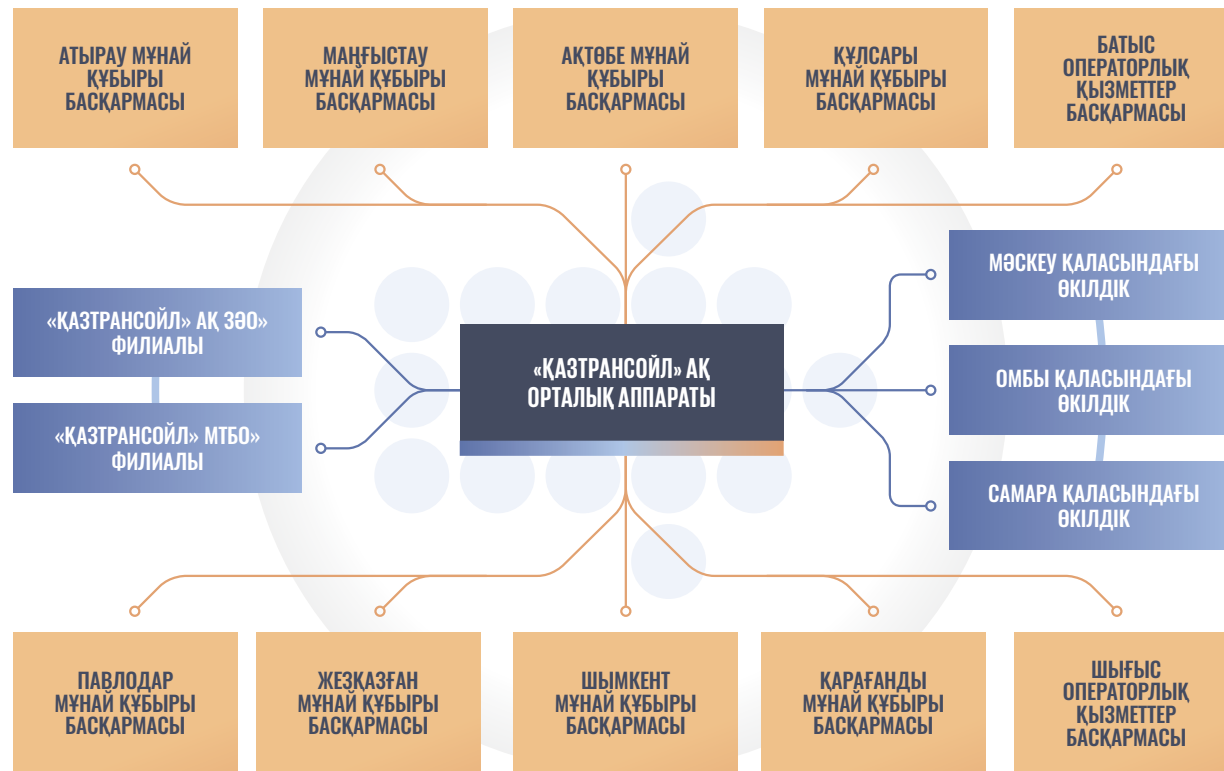 АТЫРАУ МҰНАЙ
ҚҰБЫРЫ
БАСҚАРМАСЫ
МАҢҒЫСТАУ
МҰНАЙ ҚҰБЫРЫ
БАСҚАРМАСЫ
АҚТӨБЕ МҰНАЙ
ҚҰБЫРЫ
БАСҚАРМАСЫ
ҚҰЛСАРЫ
МҰНАЙ ҚҰБЫРЫ
БАСҚАРМАСЫ
БАТЫС
ОПЕРАТОРЛЫҚ
ҚЫЗМЕТТЕР
БАСҚАРМАСЫ
«ҚАЗТРАНСОЙЛ» АҚ ЗӘО»
ФИЛИАЛЫ
«ҚАЗТРАНСОЙЛ» МТБО»
ФИЛИАЛЫ
«ҚАЗТРАНСОЙЛ» АҚ
ОРТАЛЫҚ АППАРАТЫ
МӘСКЕУ ҚАЛАСЫНДАҒЫ
ӨКІЛДІК
ОМБЫ ҚАЛАСЫНДАҒЫ
ӨКІЛДІК
САМАРА ҚАЛАСЫНДАҒЫ
ӨКІЛДІК
ПАВЛОДАР
МҰНАЙ ҚҰБЫРЫ
БАСҚАРМАСЫ
ЖЕЗҚАЗҒАН
МҰНАЙ ҚҰБЫРЫ
БАСҚАРМАСЫ
ШЫМКЕНТ
МҰНАЙ ҚҰБЫРЫ
БАСҚАРМАСЫ
ҚАРАҒАНДЫ
МҰНАЙ ҚҰБЫРЫ
БАСҚАРМАСЫ
ШЫҒЫС
ОПЕРАТОРЛЫҚ
ҚЫЗМЕТТЕР
БАСҚАРМАСЫ